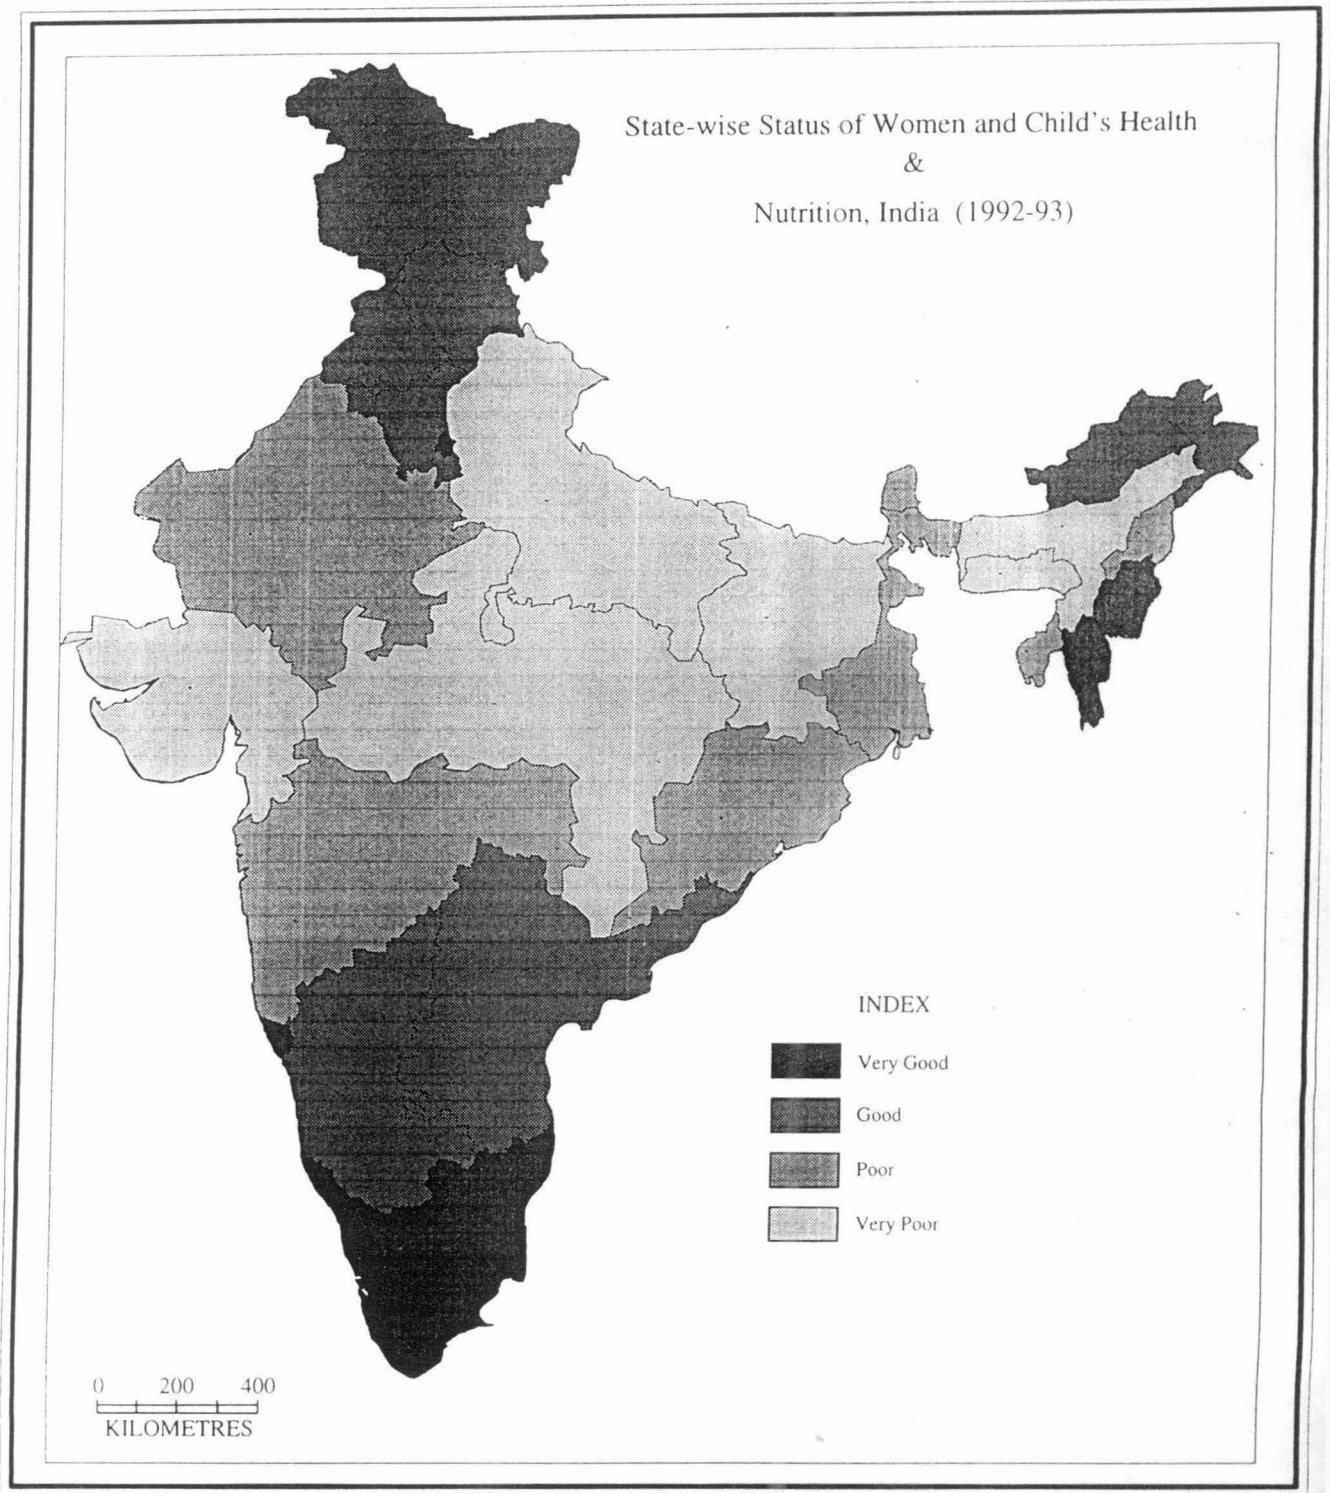 State-wise Status of Women and Child's Health
&
Nutrition, India (1992-93)
INDEX
Very Good
Good
Poor
Very Poor
0 200 400
KILOMETRES